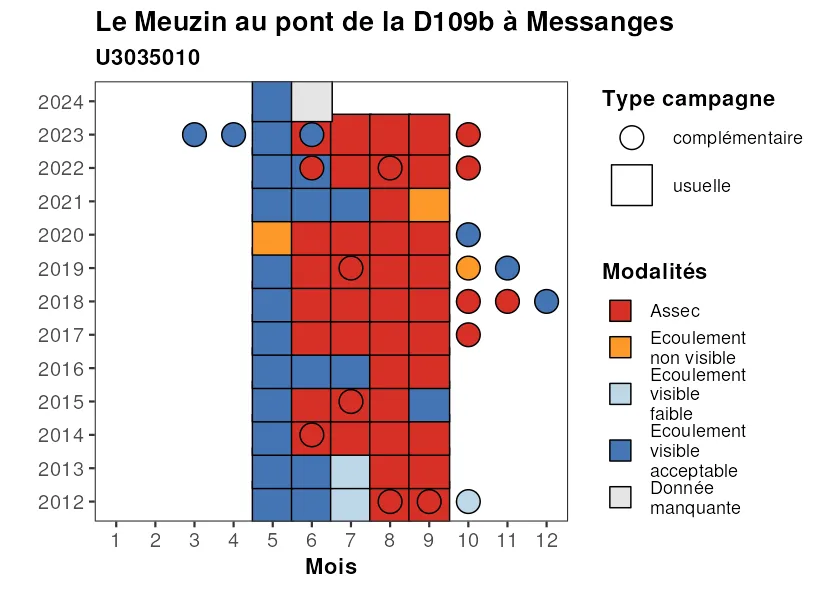 Le Meuzin au pont de la D109b à Messanges
U3035010
2024
2023
2022
2021
2020
2019
2018
2017
2016
2015
2014
2013
2012
1 2 3 4 5 6 7 8 9 10 11 12
Mois
Type campagne
complémentaire
usuelle
Modalités
Assec
Ecoulement
non visible
Ecoulement
visible
faible
Ecoulement
visible
acceptable
Donnée
manquante